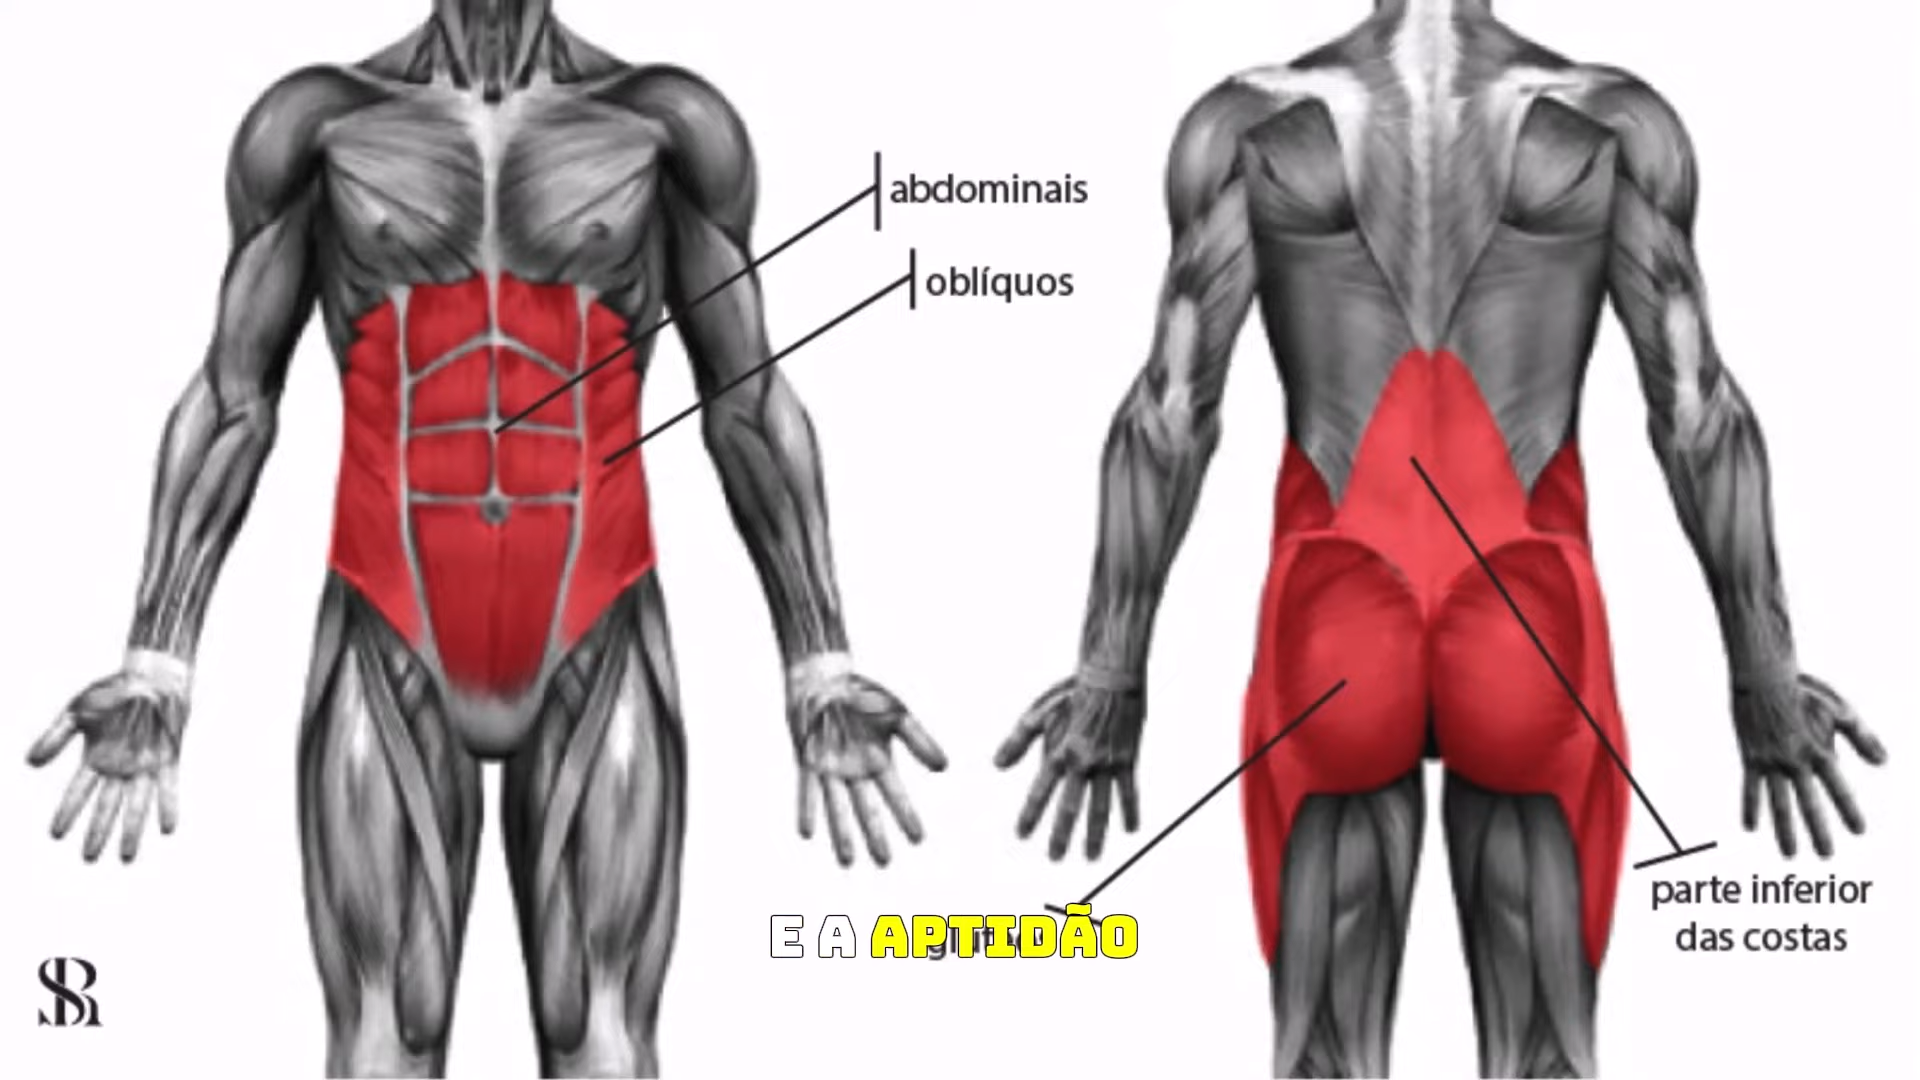 abdominais
oblíquos
parte inferior
das costas
E A APTIDÃO